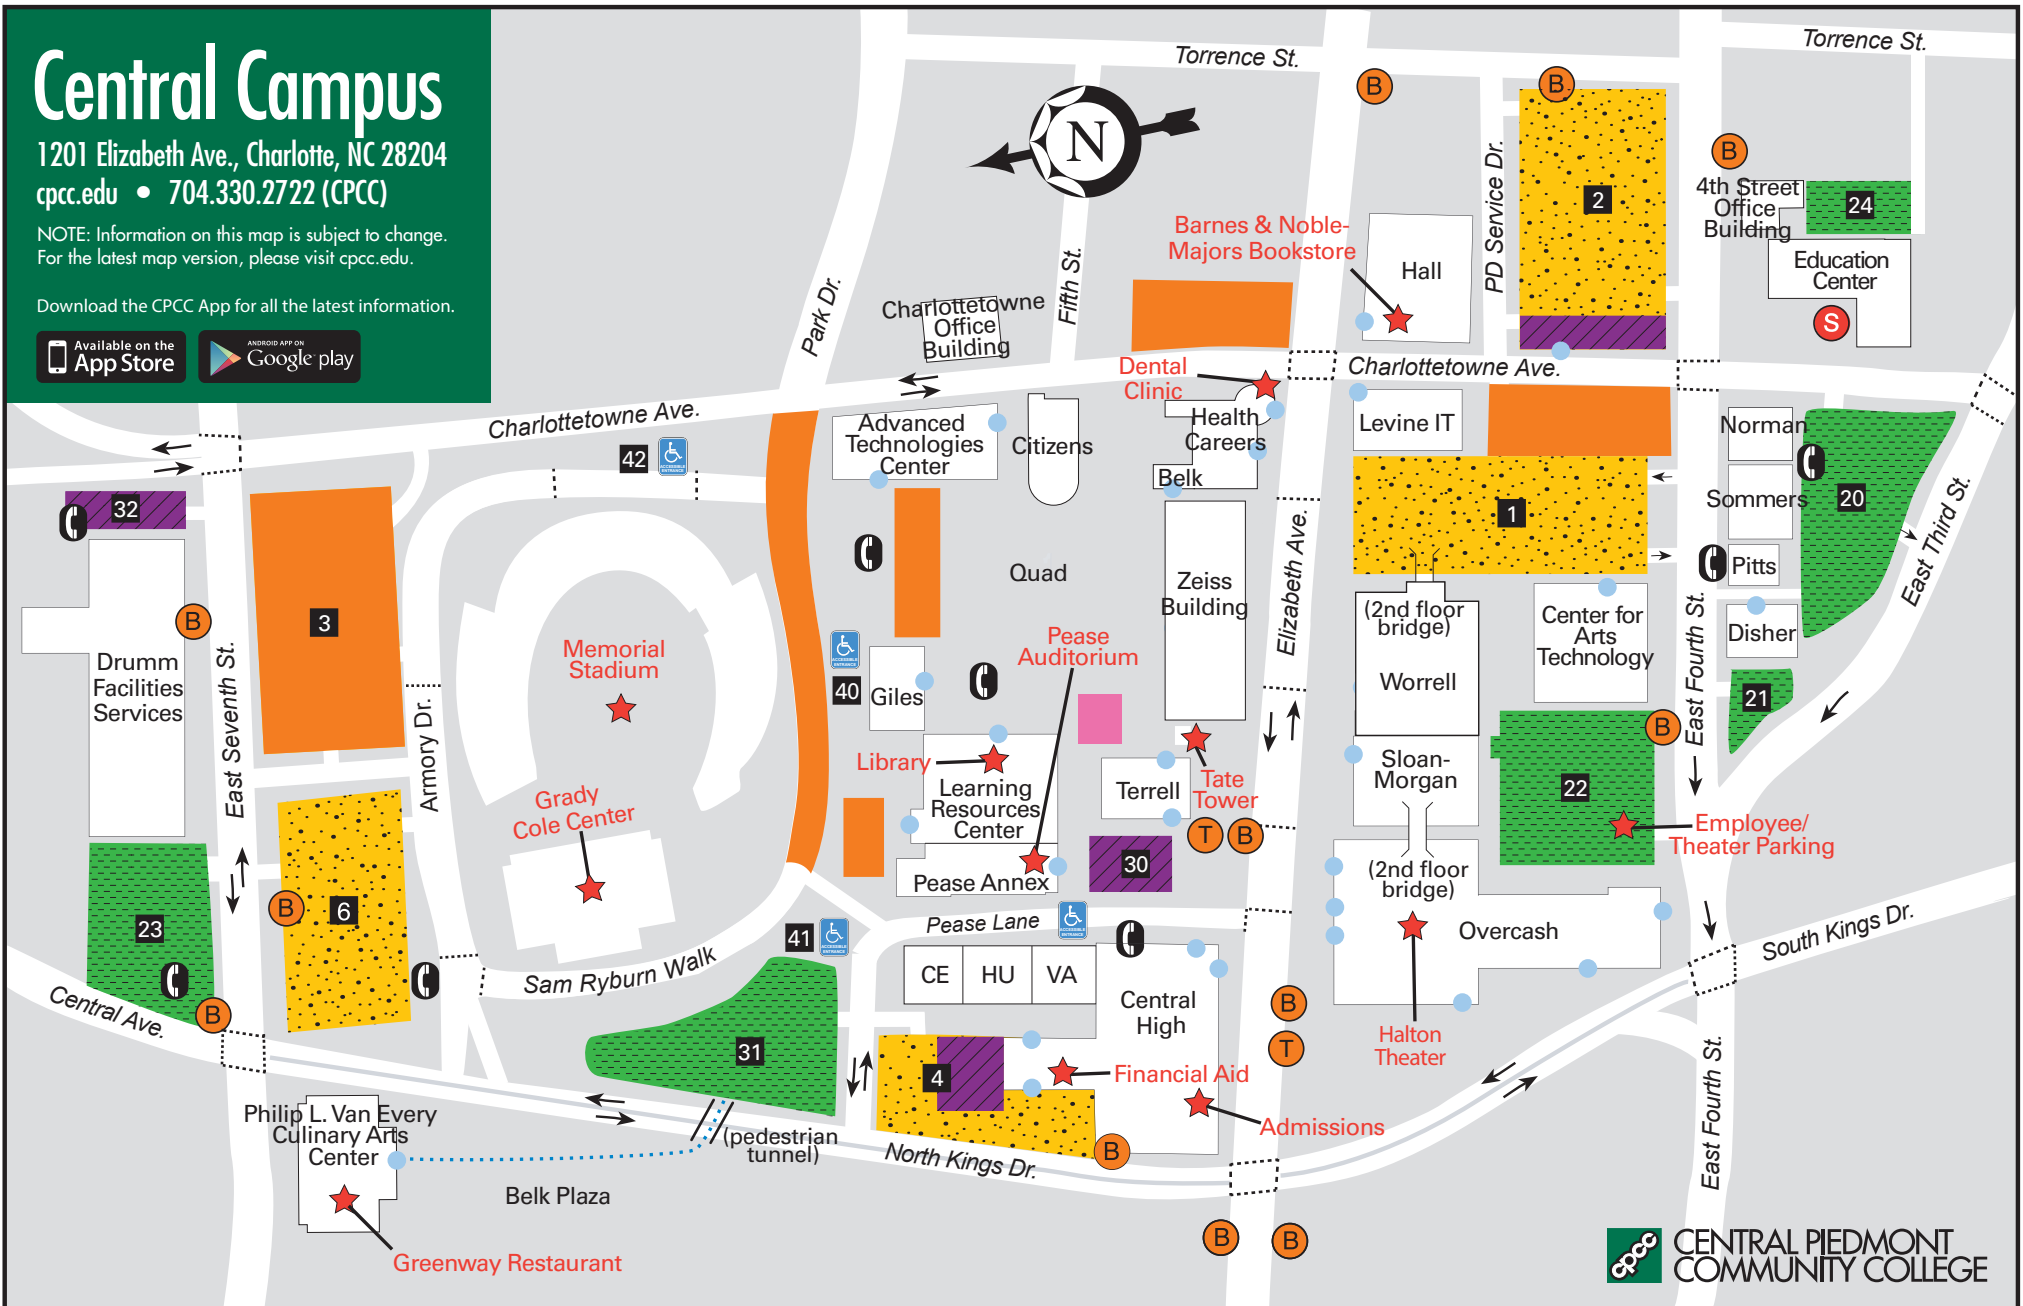 Central Campus
1201 Elizabeth Ave., Charlotte, NC 28204
cpcc.edu • 704.330.2722 (CPCC)
NOTE: Information on this map is subject to change.
For the latest map version, please visit cpcc.edu.
Download the CPCC App for all the latest information.
Available on the
App Store
ANDROID APP ON
Google play
Torrence St.
Torrence St.
B
B
B
N
2
PD Service Dr.
4th Street
Office
Building
24
Education
Center
S
Barnes & Noble-
Majors Bookstore
Hall
Fifth St.
Park Dr.
Charlottetowne
Office
Building
Dental
Clinic
Charlottetowne Ave.
Charlottetowne Ave.
42
ACCESSIBLE
ENTRANCE
Advanced
Technologies
Center
Citizens
Health
Careers
Belk
Levine IT
Norman
Sommers
20
East Third St.
1
Pitts
Disher
21
32
3
B
Drumm
Facilities
Services
East Seventh St.
Armory Dr.
Memorial
Stadium
Grady
Cole Center
Quad
Zeiss
Building
Elizabeth Ave.
ACCESSIBLE
ENTRANCE
40
Giles
Pease
Auditorium
Library
Learning
Resources
Center
Pease Annex
Terrell
Tate
Tower
T
B
30
(2nd floor
bridge)
Worrell
Sloan-
Morgan
(2nd floor
bridge)
Center for
Arts
Technology
East Fourth St.
B
22
Employee/
Theater Parking
Overcash
Halton
Theater
South Kings Dr.
23
B
6
B
Central Ave.
Sam Ryburn Walk
41
ACCESSIBLE
ENTRANCE
Pease Lane
ACCESSIBLE
ENTRANCE
CE
HU
VA
Central
High
B
T
31
4
Financial Aid
Admissions
B
East Fourth St.
Philip L. Van Every
Culinary Arts
Center
(pedestrian
tunnel)
North Kings Dr.
Belk Plaza
Greenway Restaurant
B
B
cpcc
CENTRAL PIEDMONT
COMMUNITY COLLEGE